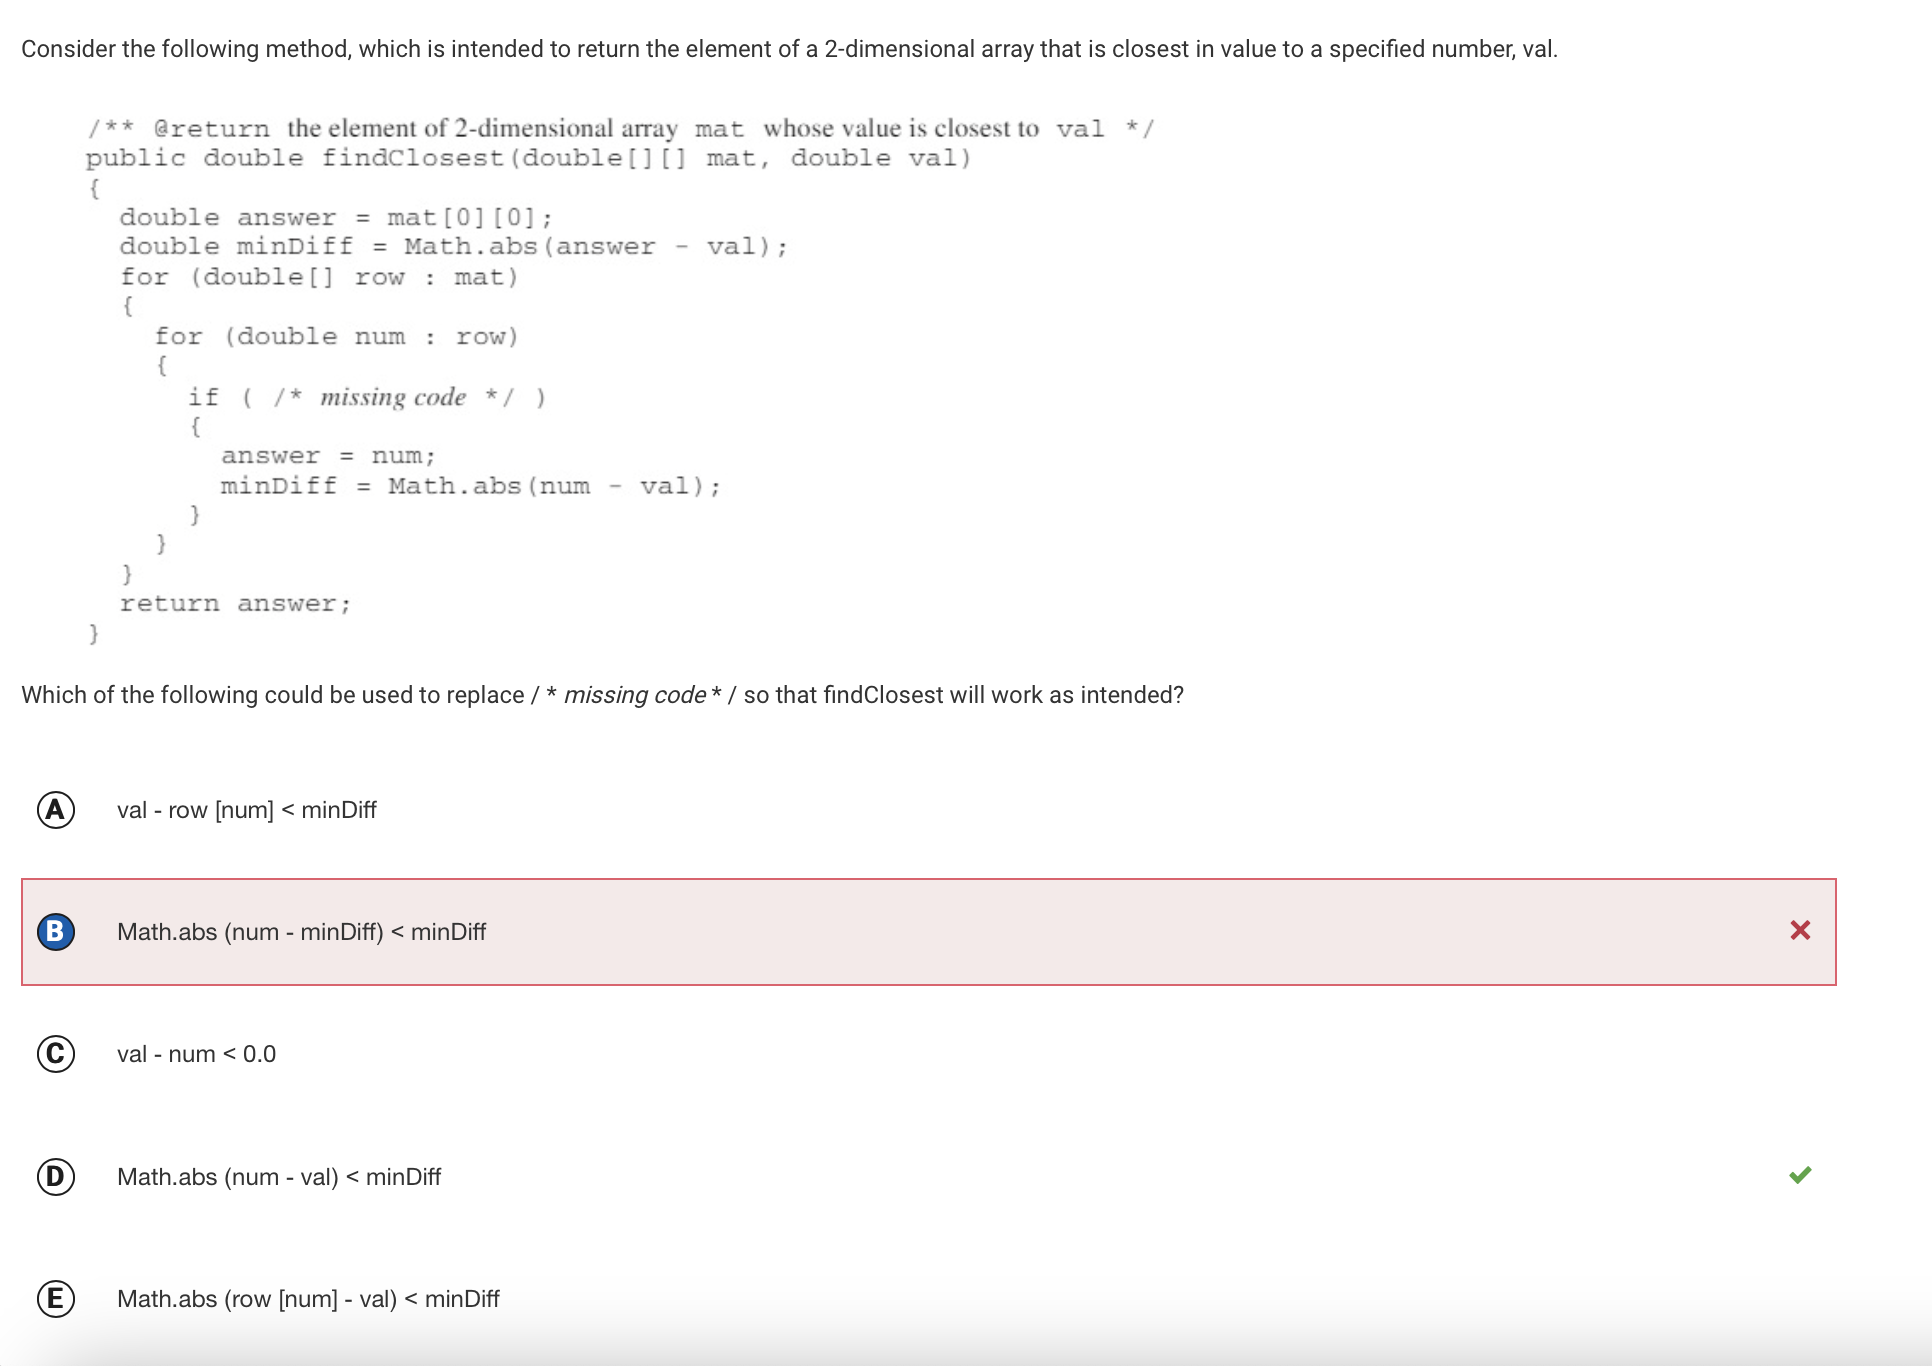 Consider the following method, which is intended to return the element of a 2-dimensional array that is closest in value to a specified number, val.
/** @return the element of 2-dimensional array mat whose value is closest to val */
public double findClosest(double[][] mat, double val)
{
double answer = mat[0][0];
double minDiff = Math.abs(answer - val);
for (double[] row : mat)
{
for (double num : row)
{
if ( /* missing code */ )
{
answer = num;
minDiff = Math.abs(num - val);
}
}
}
return answer;
}
Which of the following could be used to replace / * missing code * / so that findClosest will work as intended?
A val - row [num] < minDiff
B Math.abs (num - minDiff) < minDiff
C val - num < 0.0
D Math.abs (num - val) < minDiff
E Math.abs (row [num] - val) < minDiff